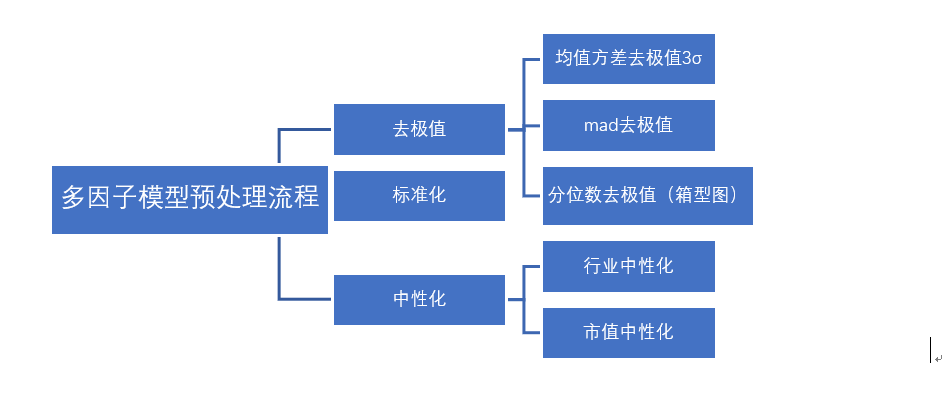 多因子模型预处理流程
去极值
均值方差去极值3σ
mad去极值
分位数去极值（箱型图）
标准化
中性化
行业中性化
市值中性化